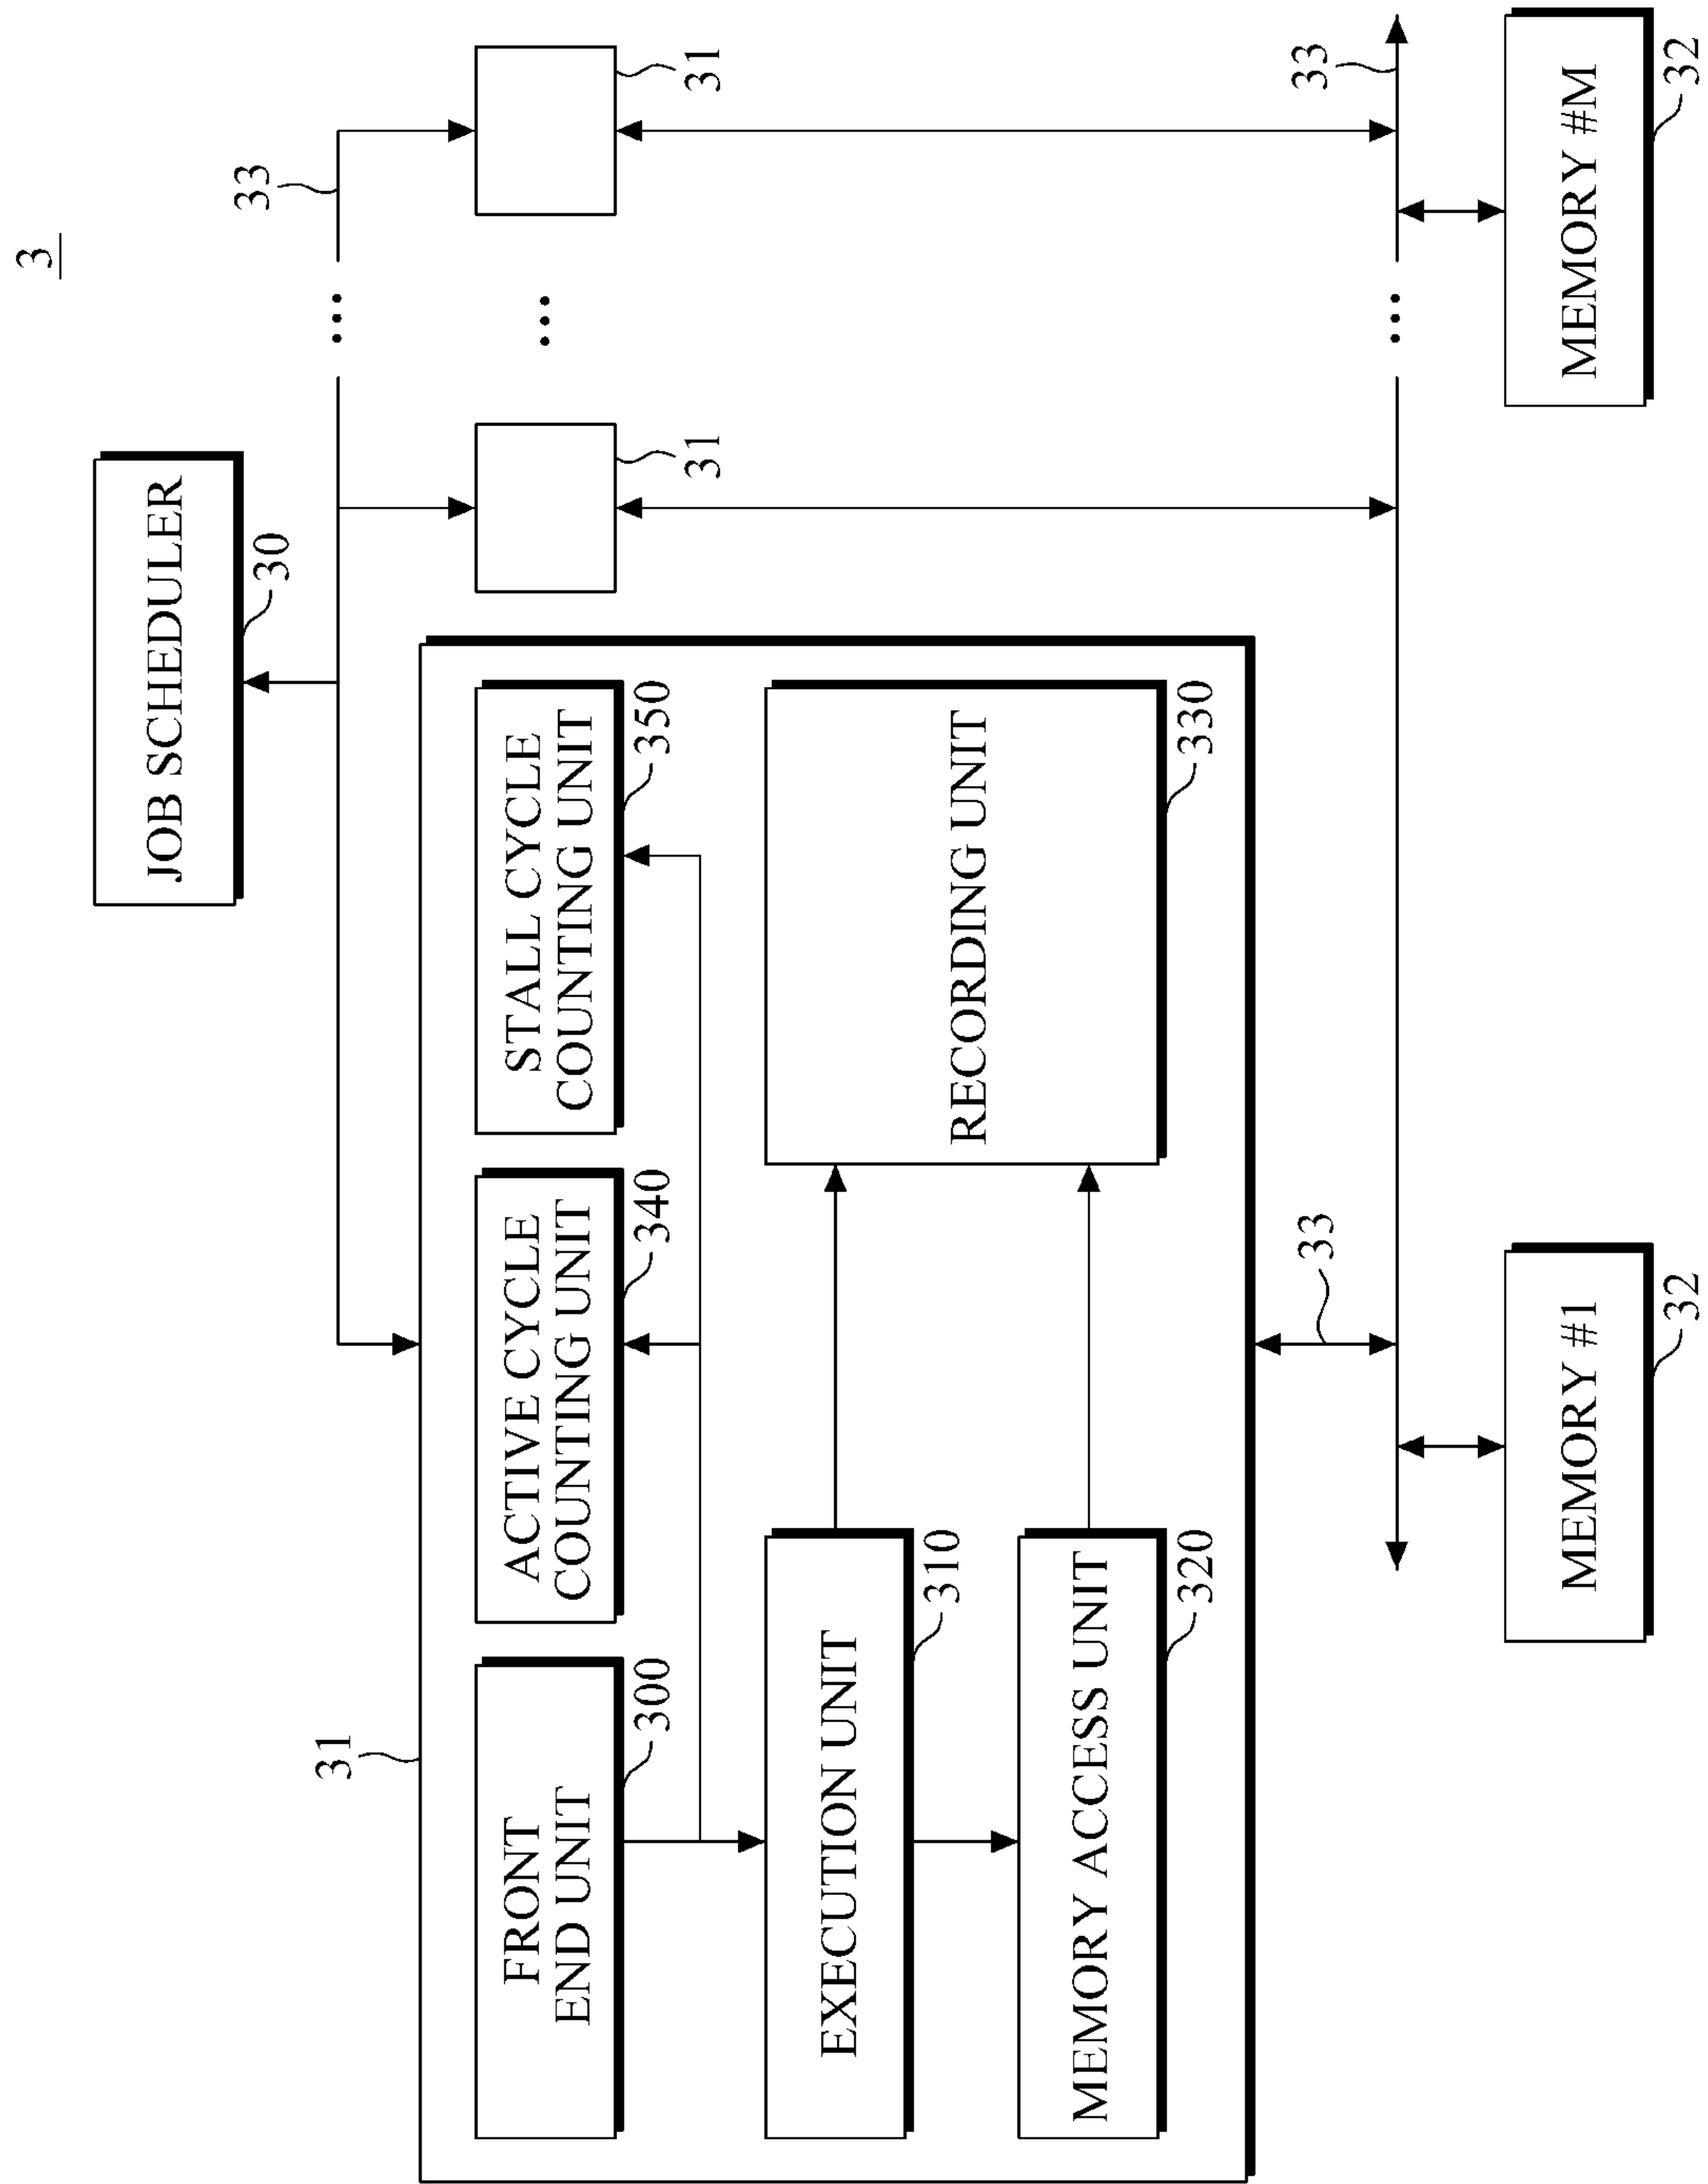 3
JOB SCHEDULER
30
33
31
FRONT
END UNIT
300
ACTIVE CYCLE
COUNTING UNIT
340
STALL CYCLE
COUNTING UNIT
350
...
...
31
31
EXECUTION UNIT
310
MEMORY ACCESS UNIT
320
RECORDING UNIT
330
33
33
...
MEMORY #1
32
MEMORY #M
32